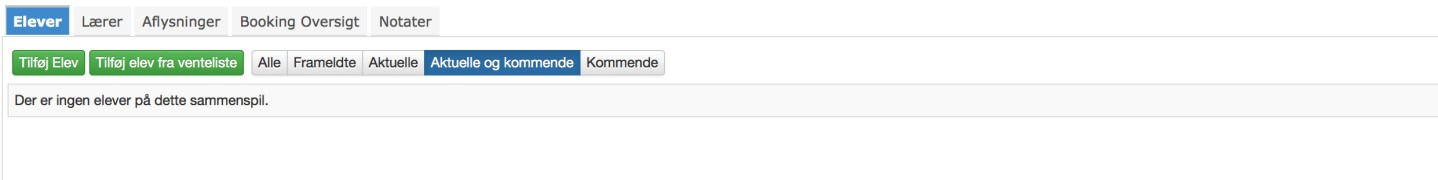 Elever Lærer Aflysninger Booking Oversigt Notater
Tilføj Elev Tilføj elev fra venteliste Alle Frameldte Aktuelle Aktuelle og kommende Kommende
Der er ingen elever på dette sammenspil.